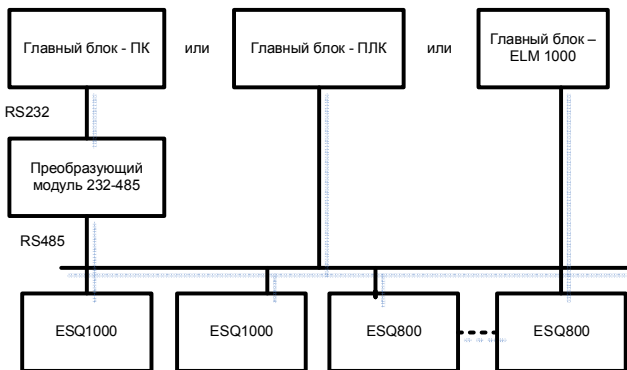 Главный блок - ПК
или
Главный блок - ПЛК
или
Главный блок –
ELM 1000
RS232
Преобразующий
модуль 232-485
RS485
ESQ1000
ESQ1000
ESQ800
ESQ800